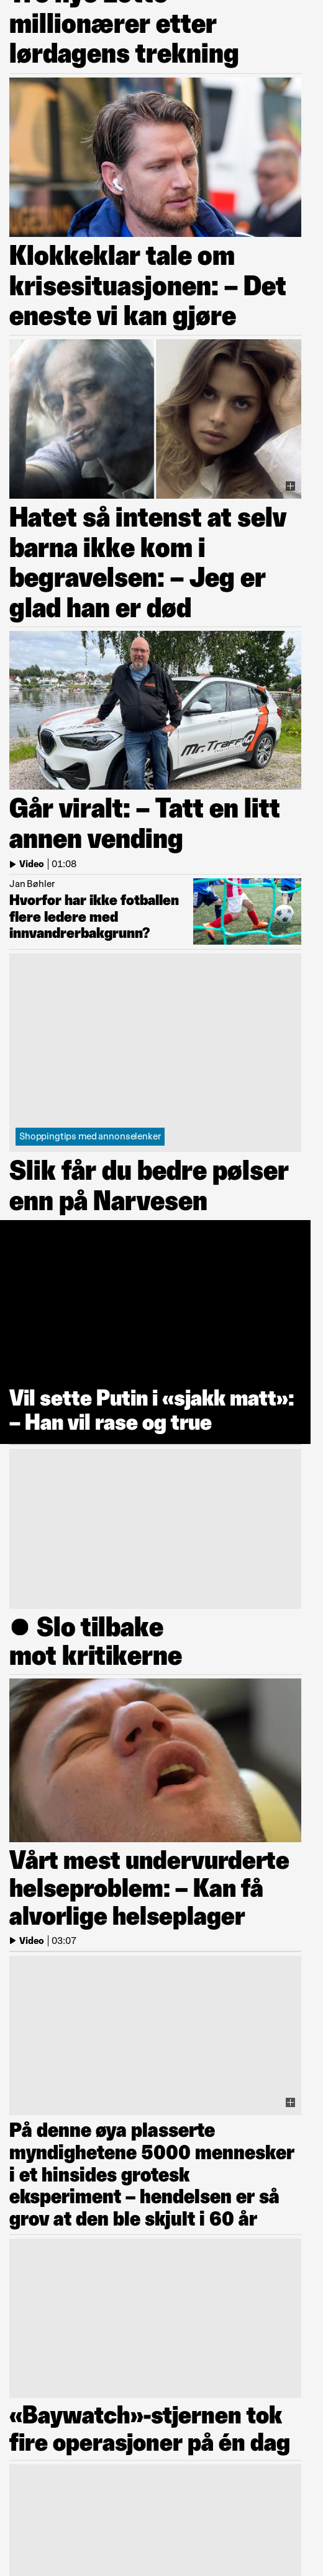 millionærer etter
lørdagens trekning
Klokkeklar tale om
krisesituasjonen: – Det
eneste vi kan gjøre
Hatet så intenst at selv
barna ikke kom i
begravelsen: – Jeg er
glad han er død
Mr. Traffic
Går viralt: – Tatt en litt
annen vending
Video | 01:08
Jan Bøhler
Hvorfor har ikke fotballen
flere ledere med
innvandrerbakgrunn?
Shoppingtips med annonselenker
Slik får du bedre pølser
enn på Narvesen
Vil sette Putin i «sjakk matt»:
– Han vil rase og true
Slo tilbake
mot kritikerne
Vårt mest undervurderte
helseproblem: – Kan få
alvorlige helseplager
Video | 03:07
På denne øya plasserte
myndighetene 5000 mennesker
i et hinsides grotesk
eksperiment – hendelsen er så
grov at den ble skjult i 60 år
«Baywatch»-stjernen tok
fire operasjoner på én dag